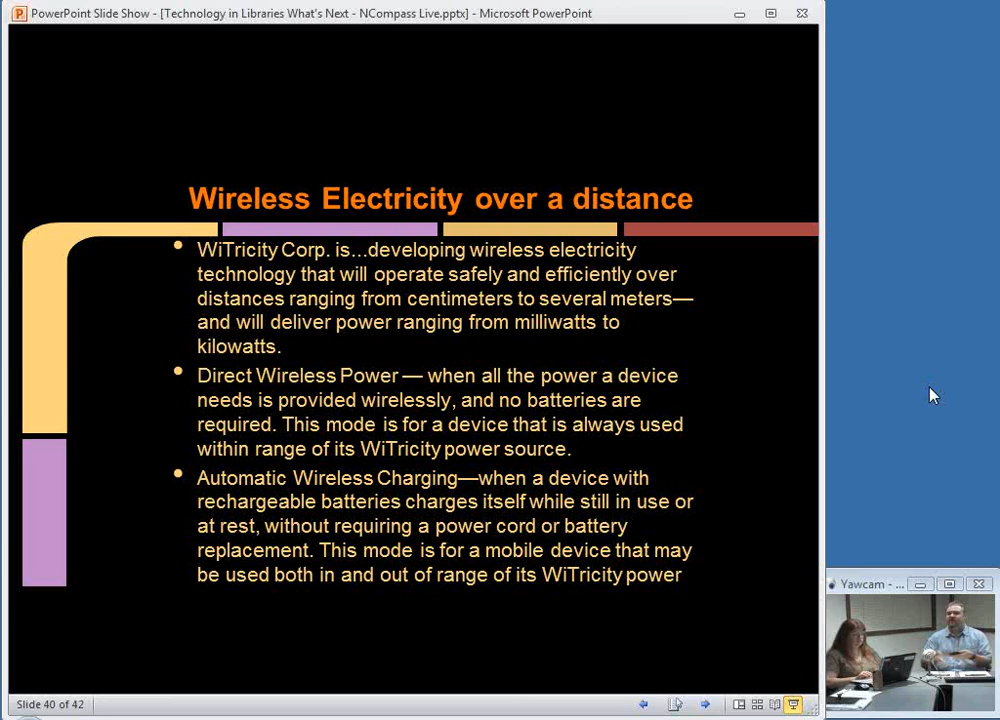 PowerPoint Slide Show - [Technology in Libraries What's Next - NCompass Live.pptx] - Microsoft PowerPoint
Wireless Electricity over a distance
• WiTricity Corp. is...developing wireless electricity
technology that will operate safely and efficiently over
distances ranging from centimeters to several meters—
and will deliver power ranging from milliwatts to
kilowatts.
• Direct Wireless Power — when all the power a device
needs is provided wirelessly, and no batteries are
required. This mode is for a device that is always used
within range of its WiTricity power source.
• Automatic Wireless Charging—when a device with
rechargeable batteries charges itself while still in use or
at rest, without requiring a power cord or battery
replacement. This mode is for a mobile device that may
be used both in and out of range of its WiTricity power
Yawcam - ...
Slide 40 of 42